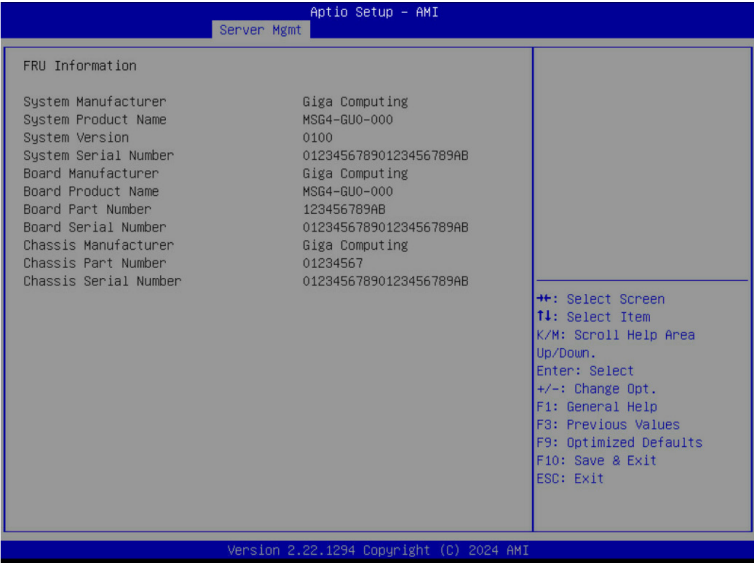 Aptio Setup – AMI
Server Mgmt
FRU Information
System Manufacturer Giga Computing
System Product Name MSG4-GU0-000
System Version 0100
System Serial Number 01234567890123456789AB
Board Manufacturer Giga Computing
Board Product Name MSG4-GU0-000
Board Part Number 123456789AB
Board Serial Number 01234567890123456789AB
Chassis Manufacturer Giga Computing
Chassis Part Number 01234567
Chassis Serial Number 01234567890123456789AB
→←: Select Screen
↑↓: Select Item
K/M: Scroll Help Area
Up/Down.
Enter: Select
+/-: Change Opt.
F1: General Help
F3: Previous Values
F9: Optimized Defaults
F10: Save & Exit
ESC: Exit
Version 2.22.1294 Copyright (C) 2024 AMI